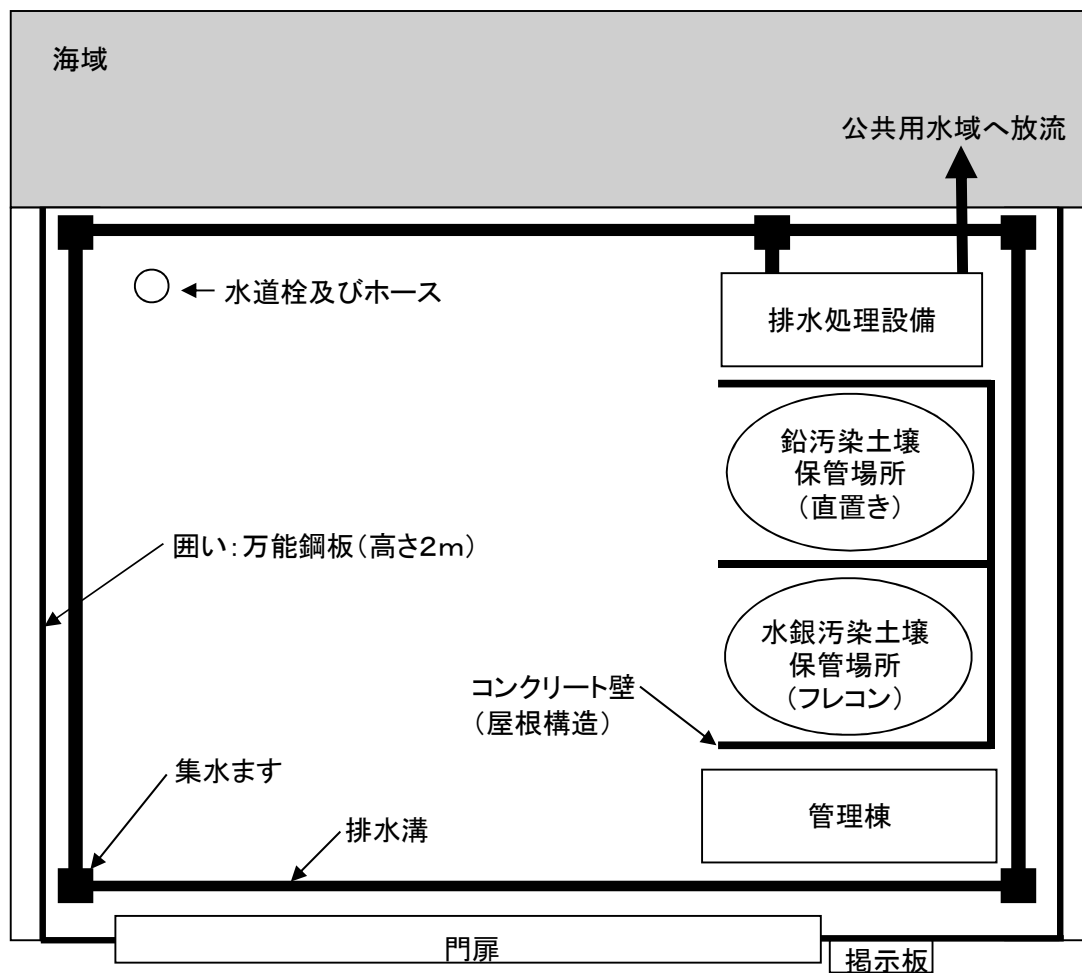 海域
公共用水域へ放流
← 水道栓及びホース
排水処理設備
鉛汚染土壌
保管場所
（直置き）
囲い：万能鋼板（高さ２ｍ）
水銀汚染土壌
保管場所
（フレコン）
コンクリート壁
（屋根構造）
集水ます
管理棟
排水溝
門扉
掲示板